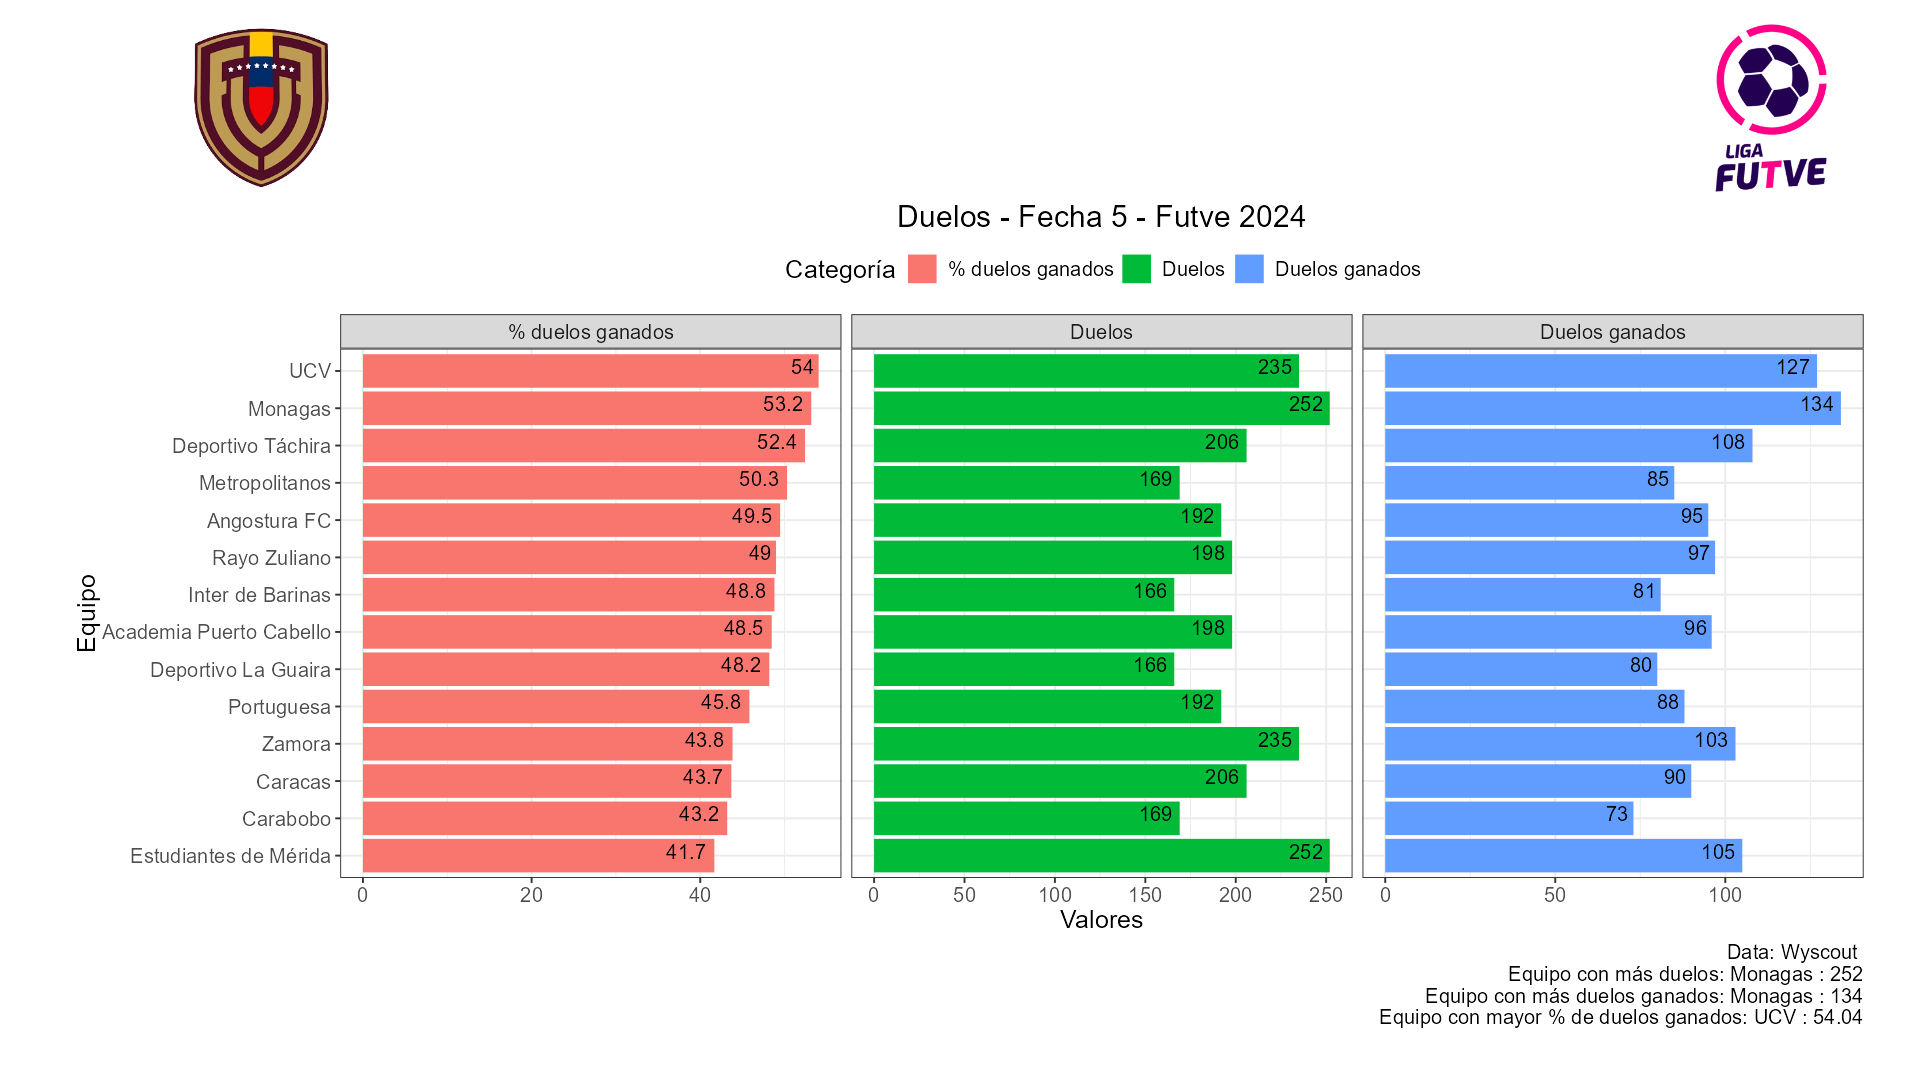 LIGA
FUTVE
Duelos - Fecha 5 - Futve 2024
Categoría % duelos ganados Duelos Duelos ganados
% duelos ganados Duelos Duelos ganados
Equipo
UCV 54 235 127
Monagas 53.2 252 134
Deportivo Táchira 52.4 206 108
Metropolitanos 50.3 169 85
Angostura FC 49.5 192 95
Rayo Zuliano 49 198 97
Inter de Barinas 48.8 166 81
Academia Puerto Cabello 48.5 198 96
Deportivo La Guaira 48.2 166 80
Portuguesa 45.8 192 88
Zamora 43.8 235 103
Caracas 43.7 206 90
Carabobo 43.2 169 73
Estudiantes de Mérida 41.7 252 105
0 20 40 0 50 100 150 200 250 0 50 100
Valores
Data: Wyscout
Equipo con más duelos: Monagas : 252
Equipo con más duelos ganados: Monagas : 134
Equipo con mayor % de duelos ganados: UCV : 54.04